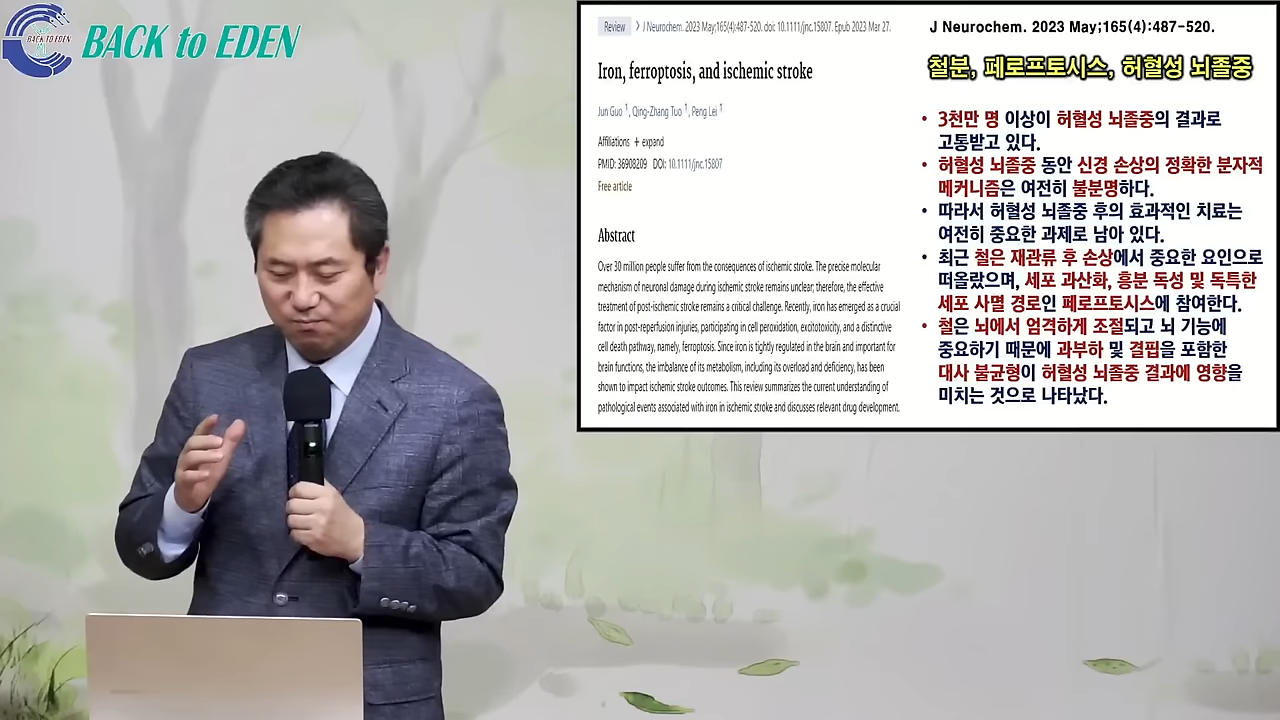 BACK TO EDEN
BACK to EDEN
Review > J Neurochem. 2023 May;165(4):487-520. doi: 10.1111/jnc.15807. Epub 2023 Mar 27.
Iron, ferroptosis, and ischemic stroke
Jun Guo 1, Qing-Zhang Tuo 1, Peng Lei 1
Affiliations + expand
PMID: 36908209 DOI: 10.1111/jnc.15807
Free article
Abstract
Over 30 million people suffer from the consequences of ischemic stroke. The precise molecular
mechanism of neuronal damage during ischemic stroke remains unclear; therefore, the effective
treatment of post-ischemic stroke remains a critical challenge. Recently, iron has emerged as a crucial
factor in post-reperfusion injuries, participating in cell peroxidation, excitotoxicity, and a distinctive
cell death pathway, namely, ferroptosis. Since iron is tightly regulated in the brain and important for
brain functions, the imbalance of its metabolism, including its overload and deficiency, has been
shown to impact ischemic stroke outcomes. This review summarizes the current understanding of
pathological events associated with iron in ischemic stroke and discusses relevant drug development.
J Neurochem. 2023 May;165(4):487-520.
철분, 페로프토시스, 허혈성 뇌졸중
• 3천만 명 이상이 허혈성 뇌졸중의 결과로
고통받고 있다.
• 허혈성 뇌졸중 동안 신경 손상의 정확한 분자적
메커니즘은 여전히 불분명하다.
• 따라서 허혈성 뇌졸중 후의 효과적인 치료는
여전히 중요한 과제로 남아 있다.
• 최근 철은 재관류 후 손상에서 중요한 요인으로
떠올랐으며, 세포 과산화, 흥분 독성 및 독특한
세포 사멸 경로인 페로프토시스에 참여한다.
• 철은 뇌에서 엄격하게 조절되고 뇌 기능에
중요하기 때문에 과부하 및 결핍을 포함한
대사 불균형이 허혈성 뇌졸중 결과에 영향을
미치는 것으로 나타났다.